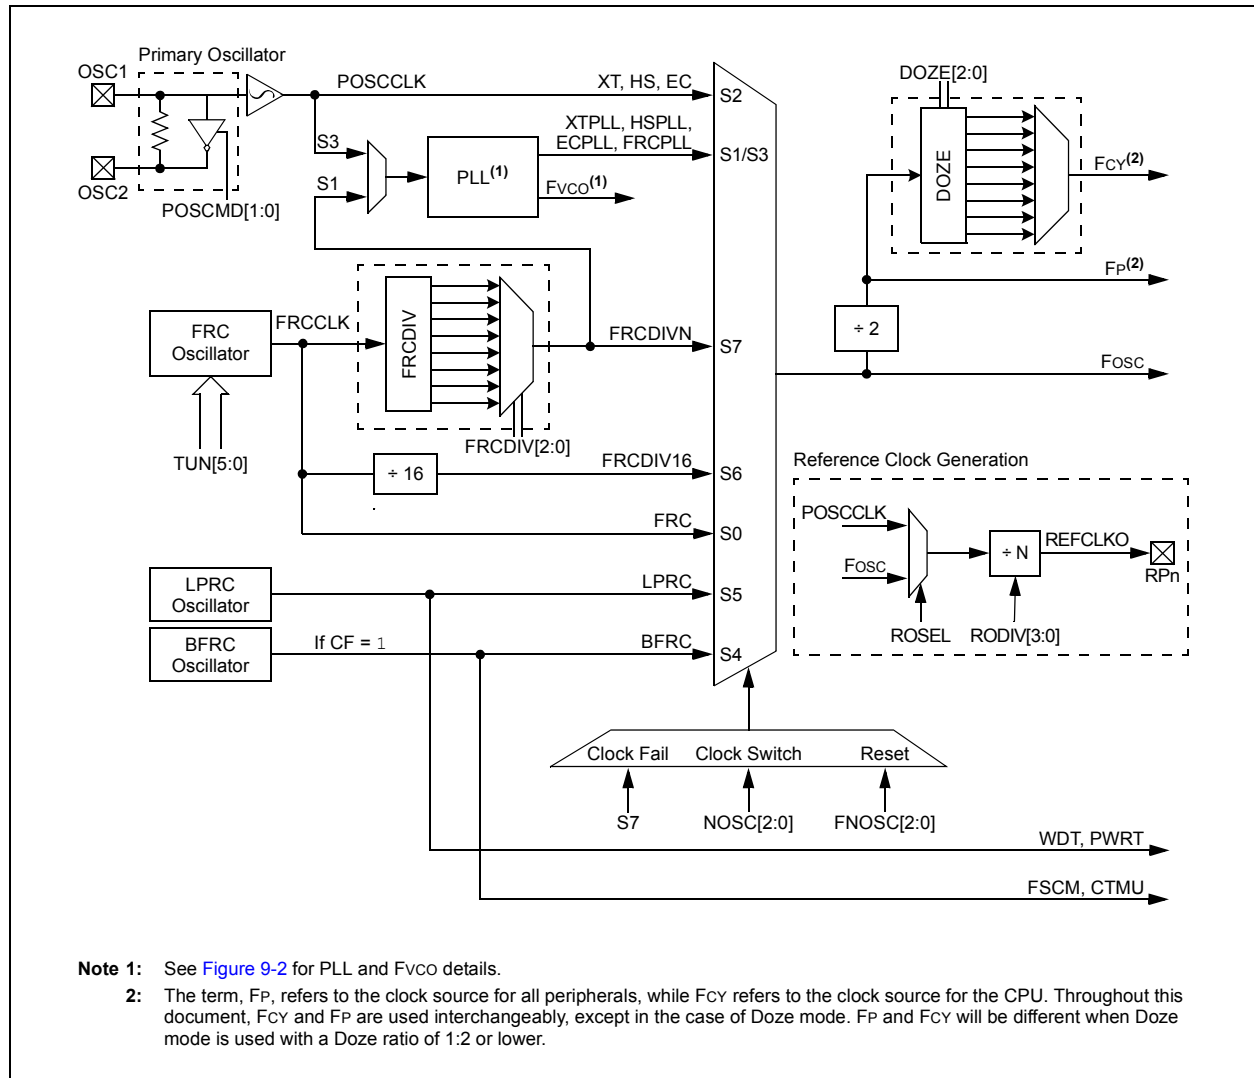 Primary Oscillator
OSC1
OSC2
POSCMD[1:0]
POSCCLK
XT, HS, EC
S2
S3
S1
PLL(1)
XTPLL, HSPLL,
ECPLL, FRCPLL
S1/S3
FVCO(1)
DOZE[2:0]
DOZE
FCY(2)
FP(2)
÷ 2
FOSC
FRC
Oscillator
TUN[5:0]
FRCCLK
FRCDIV
FRCDIV[2:0]
FRCDIVN
S7
÷ 16
FRCDIV16
S6
FRC
S0
LPRC
Oscillator
LPRC
S5
BFRC
Oscillator
If CF = 1
BFRC
S4
Reference Clock Generation
POSCCLK
FOSC
÷ N
REFCLKO
RPn
ROSEL
RODIV[3:0]
Clock Fail
Clock Switch
Reset
S7
NOSC[2:0]
FNOSC[2:0]
WDT, PWRT
FSCM, CTMU
Note 1: See Figure 9-2 for PLL and FVCO details.
2: The term, FP, refers to the clock source for all peripherals, while FCY refers to the clock source for the CPU. Throughout this
document, FCY and FP are used interchangeably, except in the case of Doze mode. FP and FCY will be different when Doze
mode is used with a Doze ratio of 1:2 or lower.